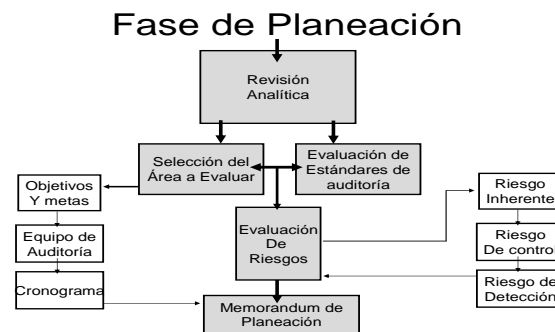 Fase de Planeación
Revisión
Analítica
Selección del
Área a Evaluar
Evaluación de
Estándares de
auditoría
Objetivos
Y metas
Equipo de
Auditoría
Cronograma
Evaluación
De
Riesgos
Riesgo
Inherente
Riesgo
De control
Riesgo de
Detección
Memorandum de
Planeación